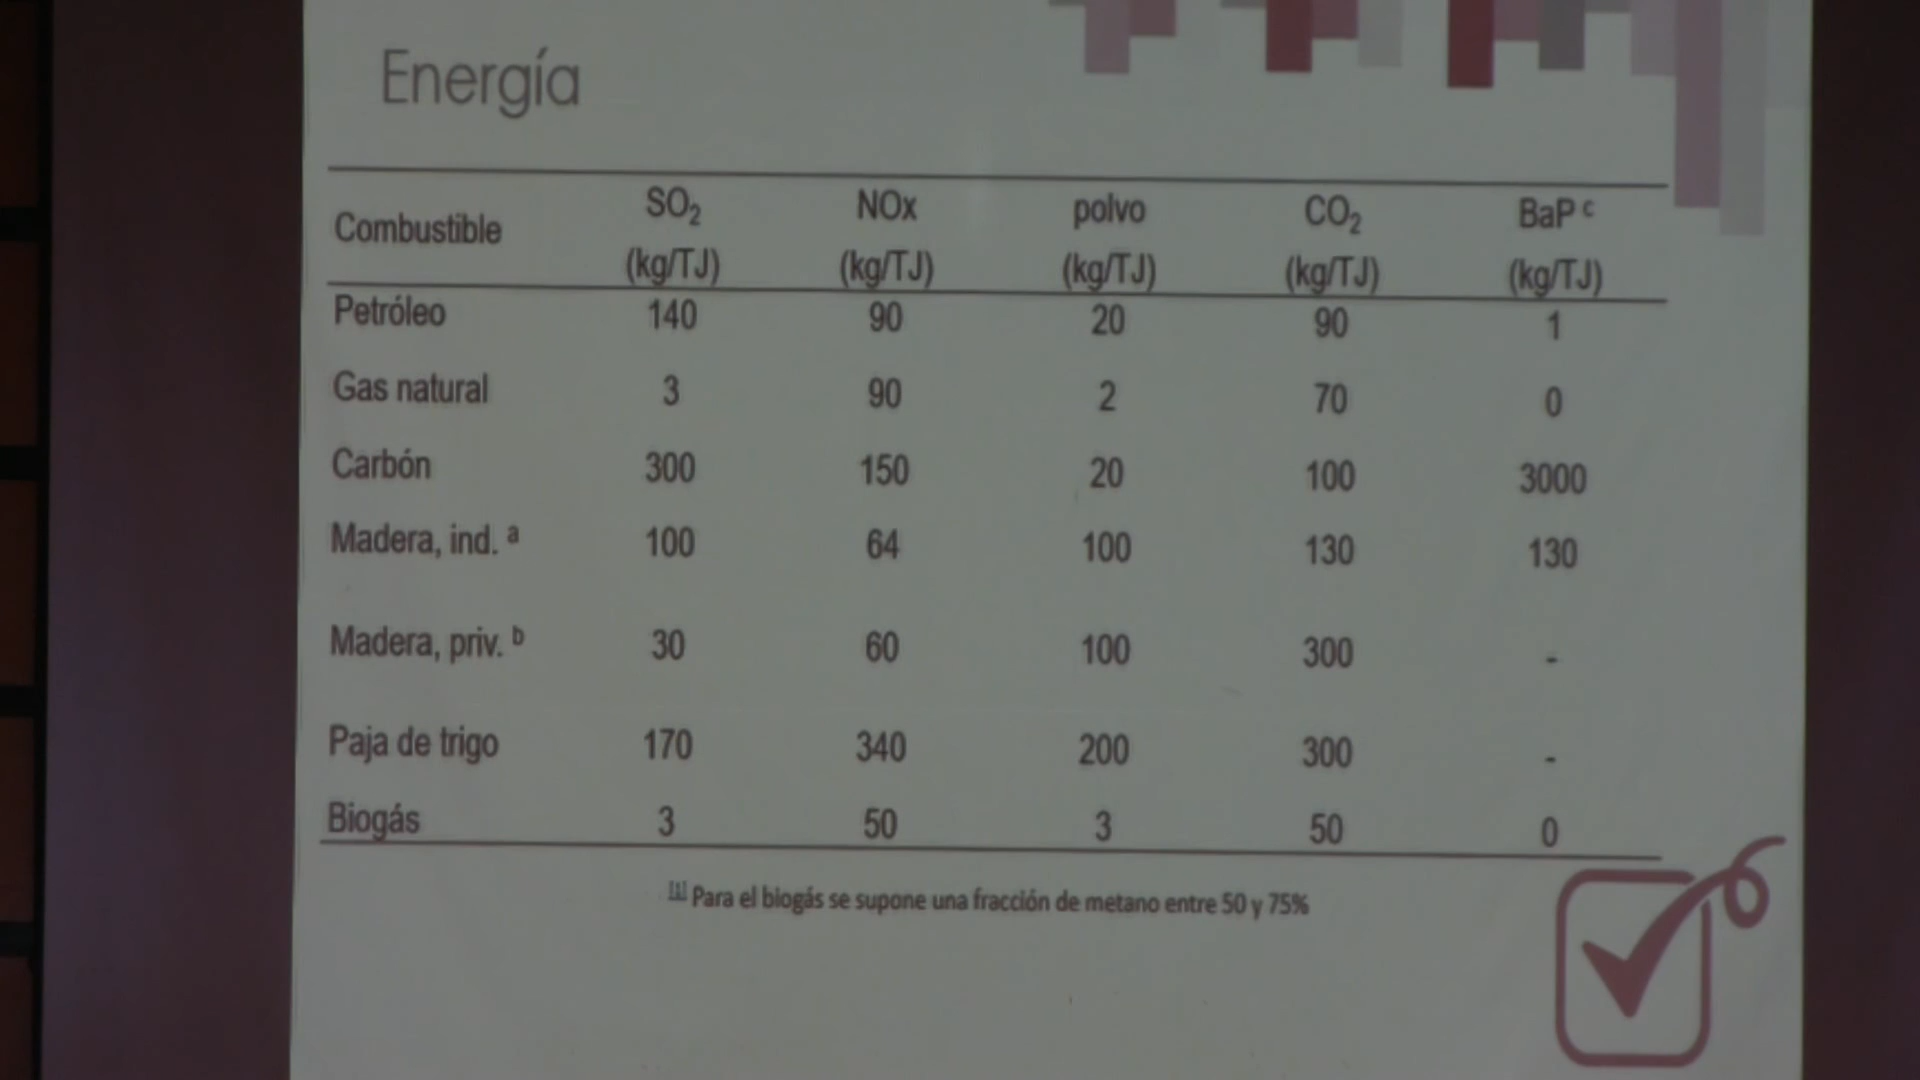 Energía
Combustible SO₂ (kg/TJ) NOx (kg/TJ) polvo (kg/TJ) CO₂ (kg/TJ) BaP ᶜ (kg/TJ)
Petróleo 140 90 20 90 1
Gas natural 3 90 2 70 0
Carbón 300 150 20 100 3000
Madera, ind. ᵃ 100 64 100 130 130
Madera, priv. ᵇ 30 60 100 300 -
Paja de trigo 170 340 200 300 -
Biogás 3 50 3 50 0
[1] Para el biogás se supone una fracción de metano entre 50 y 75%